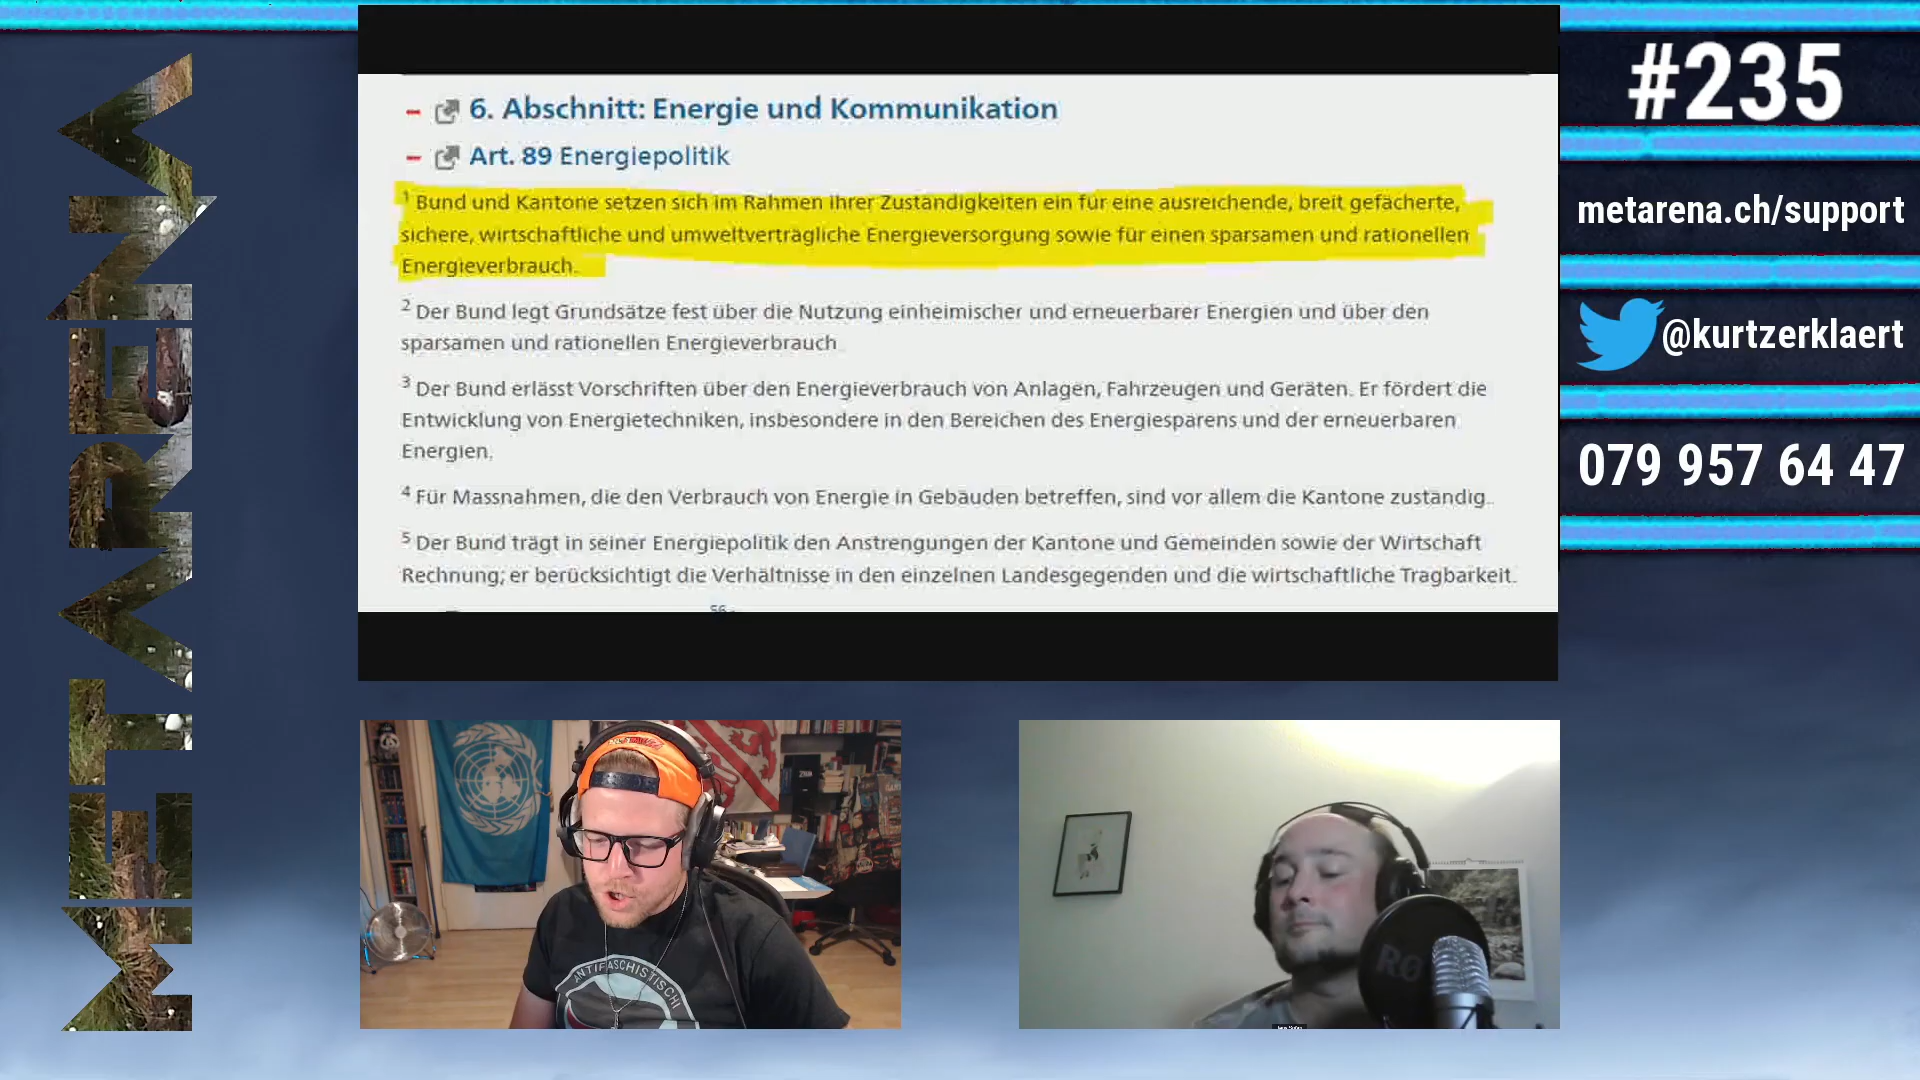 METARENA
6. Abschnitt: Energie und Kommunikation
Art. 89 Energiepolitik
1 Bund und Kantone setzen sich im Rahmen ihrer Zuständigkeiten ein für eine ausreichende, breit gefächerte,
sichere, wirtschaftliche und umweltverträgliche Energieversorgung sowie für einen sparsamen und rationellen
Energieverbrauch.
2 Der Bund legt Grundsätze fest über die Nutzung einheimischer und erneuerbarer Energien und über den
sparsamen und rationellen Energieverbrauch.
3 Der Bund erlässt Vorschriften über den Energieverbrauch von Anlagen, Fahrzeugen und Geräten. Er fördert die
Entwicklung von Energietechniken, insbesondere in den Bereichen des Energiesparens und der erneuerbaren
Energien.
4 Für Massnahmen, die den Verbrauch von Energie in Gebäuden betreffen, sind vor allem die Kantone zuständig.
5 Der Bund trägt in seiner Energiepolitik den Anstrengungen der Kantone und Gemeinden sowie der Wirtschaft
Rechnung; er berücksichtigt die Verhältnisse in den einzelnen Landesgegenden und die wirtschaftliche Tragbarkeit.
56
#235
metarena.ch/support
@kurtzerklaert
079 957 64 47
ANTIFASCHISTISCH
RØ